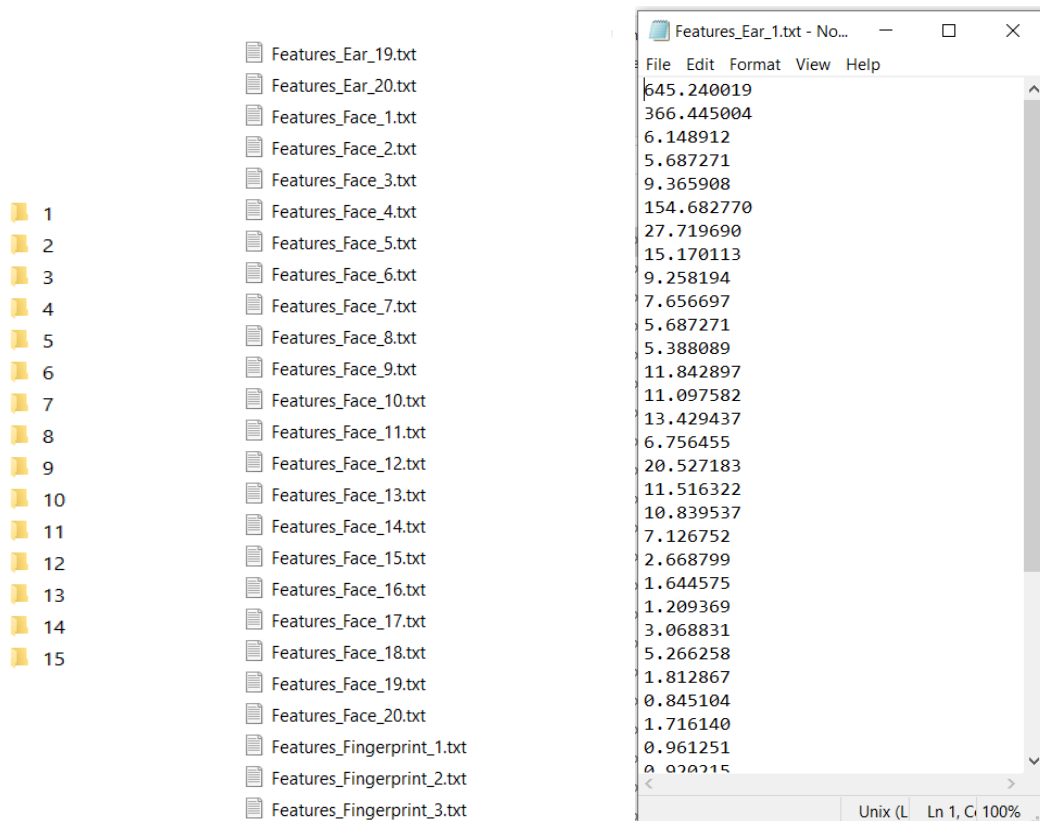 1
2
3
4
5
6
7
8
9
10
11
12
13
14
15
Features_Ear_19.txt
Features_Ear_20.txt
Features_Face_1.txt
Features_Face_2.txt
Features_Face_3.txt
Features_Face_4.txt
Features_Face_5.txt
Features_Face_6.txt
Features_Face_7.txt
Features_Face_8.txt
Features_Face_9.txt
Features_Face_10.txt
Features_Face_11.txt
Features_Face_12.txt
Features_Face_13.txt
Features_Face_14.txt
Features_Face_15.txt
Features_Face_16.txt
Features_Face_17.txt
Features_Face_18.txt
Features_Face_19.txt
Features_Face_20.txt
Features_Fingerprint_1.txt
Features_Fingerprint_2.txt
Features_Fingerprint_3.txt
Features_Ear_1.txt - No...
File Edit Format View Help
645.240019
366.445004
6.148912
5.687271
9.365908
154.682770
27.719690
15.170113
9.258194
7.656697
5.687271
5.388089
11.842897
11.097582
13.429437
6.756455
20.527183
11.516322
10.839537
7.126752
2.668799
1.644575
1.209369
3.068831
5.266258
1.812867
0.845104
1.716140
0.961251
0.920215
Unix (L Ln 1, C 100%